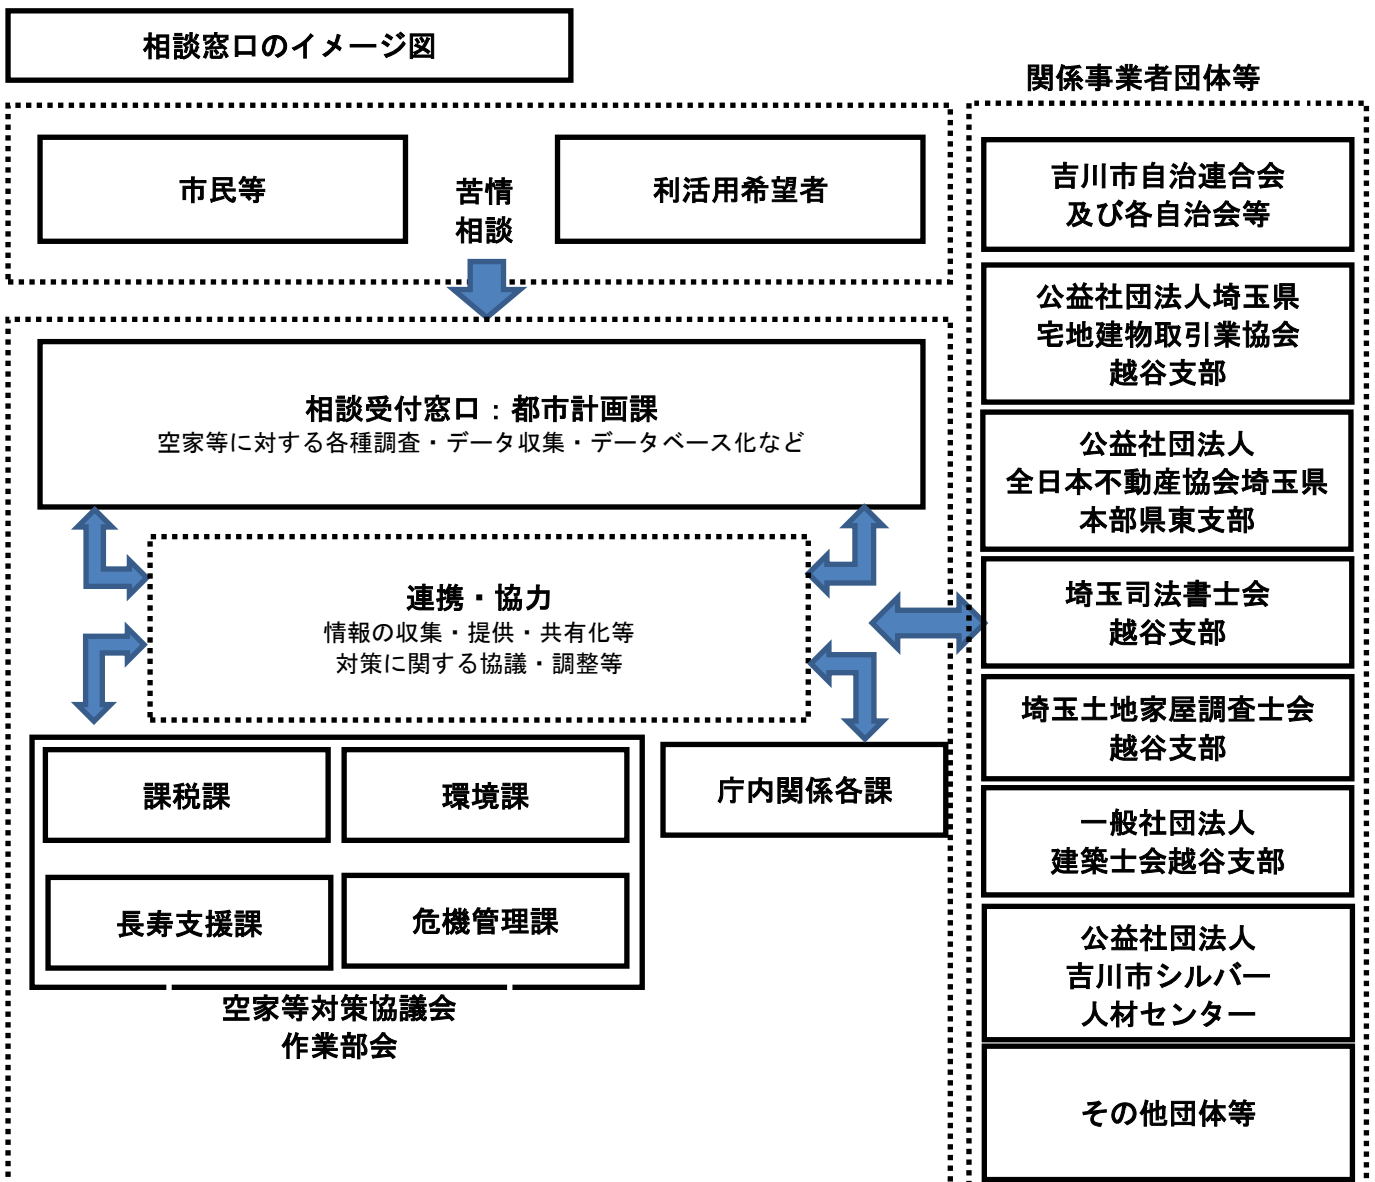 相談窓口のイメージ図
市民等
苦情
相談
利活用希望者
相談受付窓口：都市計画課
空家等に対する各種調査・データ収集・データベース化など
連携・協力
情報の収集・提供・共有化等
対策に関する協議・調整等
課税課
環境課
長寿支援課
危機管理課
空家等対策協議会
作業部会
庁内関係各課
関係事業者団体等
吉川市自治連合会
及び各自治会等
公益社団法人埼玉県
宅地建物取引業協会
越谷支部
公益社団法人
全日本不動産協会埼玉県
本部県東支部
埼玉司法書士会
越谷支部
埼玉土地家屋調査士会
越谷支部
一般社団法人
建築士会越谷支部
公益社団法人
吉川市シルバー
人材センター
その他団体等